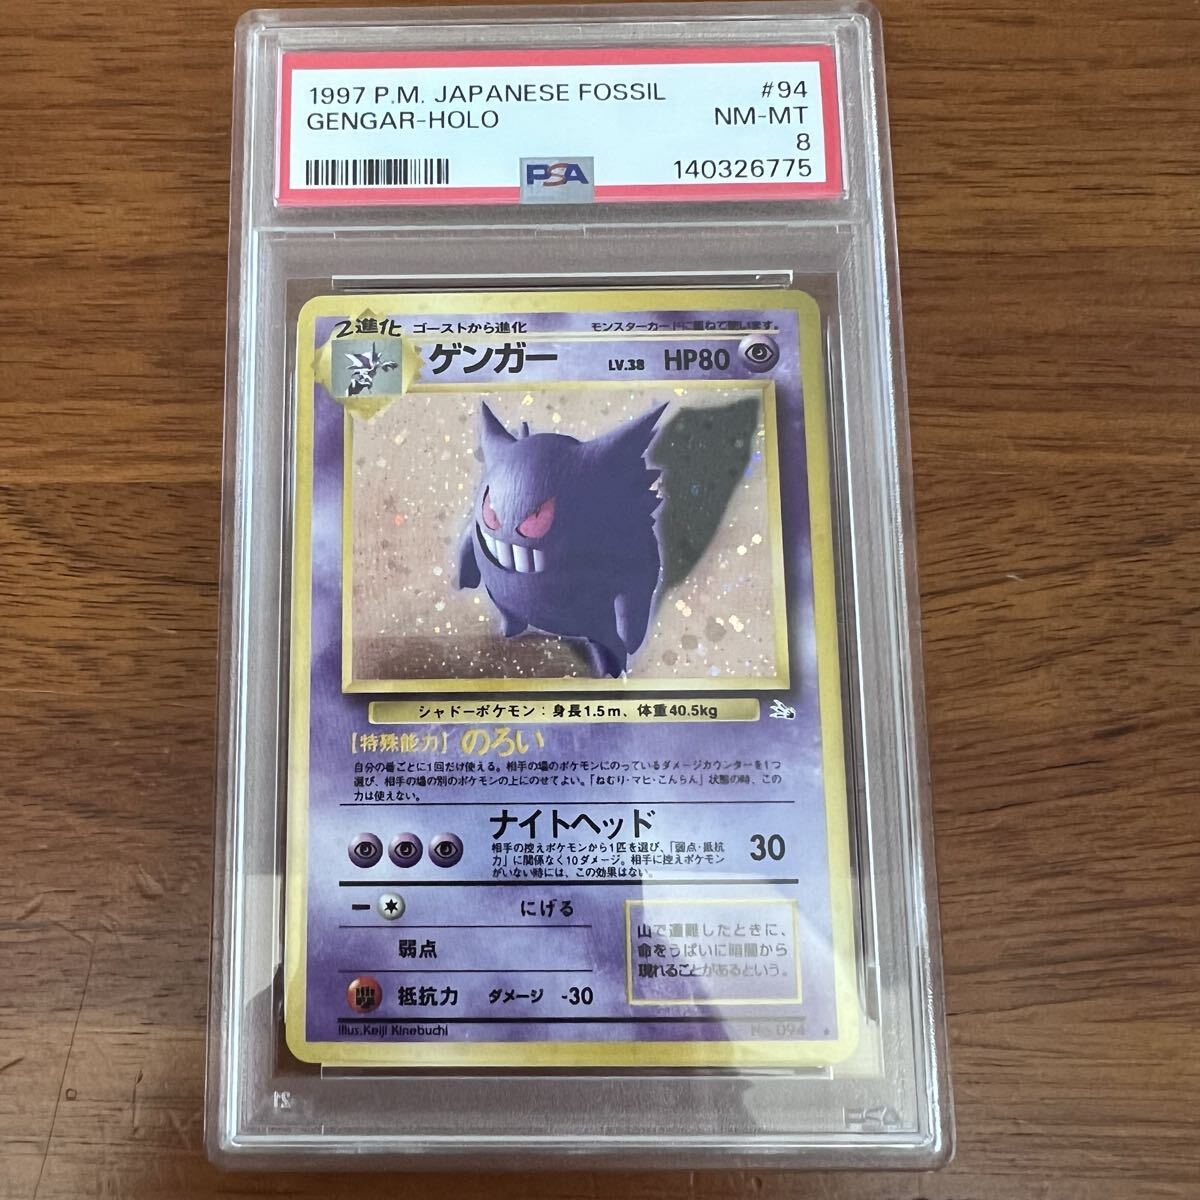 1997 P.M. JAPANESE FOSSIL #94
GENGAR-HOLO NM-MT
8
PSA 140326775
2進化 ゴーストから進化 モンスターカードに重ねて使います。
ゲンガー LV.38 HP80
シャドーポケモン：身長1.5m、体重40.5kg
【特殊能力】のろい
自分の番ごとに1回だけ使える。相手の場のポケモンにのっているダメージカウンターを1つ
選び、相手の場の別のポケモンの上にのせてよい。「ねむり・マヒ・こんらん」状態の時、この
力は使えない。
ナイトヘッド
相手の控えポケモンから1匹を選び、「弱点・抵抗
力」に関係なく10ダメージ。相手に控えポケモン
がいない時には、この効果はない。
30
にげる
弱点
抵抗力 ダメージ -30
山で遭難したときに、
命をうばいに暗闇から
現れることがあるという。
Illus.Keiji Kinebuchi No.094